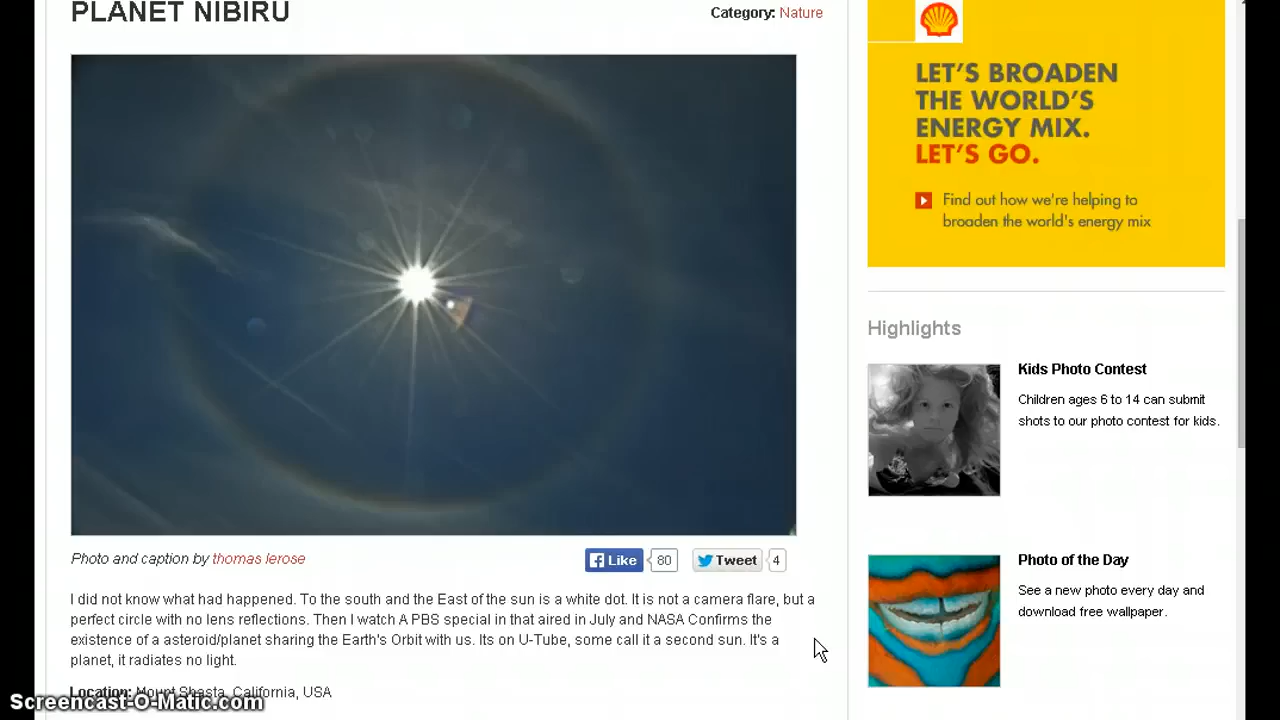 PLANET NIBIRU
Category: Nature
Photo and caption by thomas lerose
Like 80 Tweet 4
I did not know what had happened. To the south and the East of the sun is a white dot. It is not a camera flare, but a
perfect circle with no lens reflections. Then I watch A PBS special in that aired in July and NASA Confirms the
existence of a asteroid/planet sharing the Earth's Orbit with us. Its on U-Tube, some call it a second sun. It's a
planet, it radiates no light.
Location: Mount Shasta, California, USA
LET'S BROADEN
THE WORLD'S
ENERGY MIX.
LET'S GO.
Find out how we're helping to
broaden the world's energy mix
Highlights
Kids Photo Contest
Children ages 6 to 14 can submit
shots to our photo contest for kids.
Photo of the Day
See a new photo every day and
download free wallpaper.
Screencast-O-Matic.com